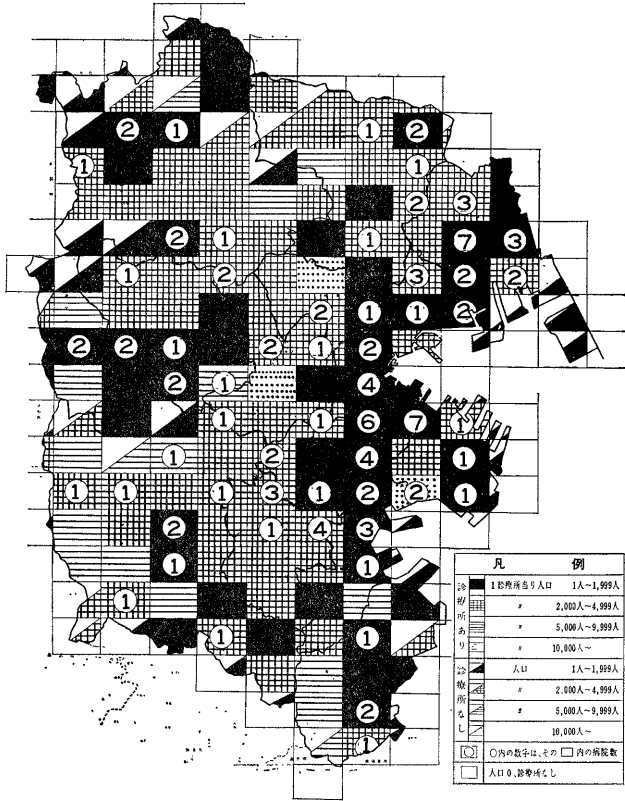 2 1 1 2
1 1
2 3
2 1 1 7 3
1 2 3 2 2
2 1 1 2
2 2 1 2 1 2
2 1 4
1 1 6 7 1
1 2 4 1
1 1 1 3 1 2 2 1
2 1 4 3
1 1
1
1 1
2
1
凡 例
診療所あり
1診療所当り人口 1人～1,999人
〃 2,000人～4,999人
〃 5,000人～9,999人
〃 10,000人～
診療所なし
人口 1人～1,999人
〃 2,000人～4,999人
〃 5,000人～9,999人
10,000人～
○内の数字は、その□内の病院数
人口0、診療所なし